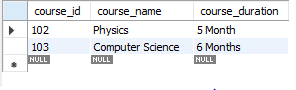 course_id course_name course_duration
102 Physics 5 Month
103 Computer Science 6 Months
NULL NULL NULL